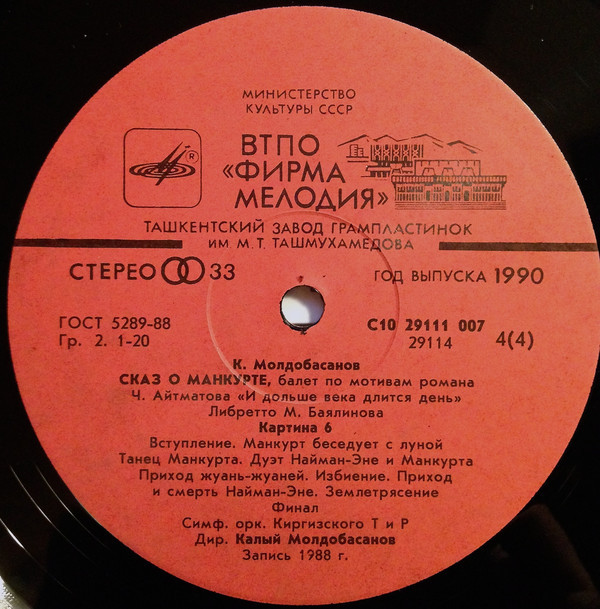 МИНИСТЕРСТВО
КУЛЬТУРЫ СССР
ВТПО
«ФИРМА
МЕЛОДИЯ»
®
ТАШКЕНТСКИЙ ЗАВОД ГРАМПЛАСТИНОК
ИМ. М. Т. ТАШМУХАМЕДОВА
СТЕРЕО 33
ГОД ВЫПУСКА 1990
ГОСТ 5289-88
Гр. 2. 1-20
С10 29111 007
29114 4(4)
К. Молдобасанов
СКАЗ О МАНКУРТЕ, балет по мотивам романа
Ч. Айтматова «И дольше века длится день»
Либретто М. Баялинова
Картина 6
Вступление. Манкурт беседует с луной
Танец Манкурта. Дуэт Найман-Эне и Манкурта
Приход жуань-жуаней. Избиение. Приход
и смерть Найман-Эне. Землетрясение
Финал
Симф. орк. Киргизского Т и Р
Дир. Калый Молдобасанов
Запись 1988 г.